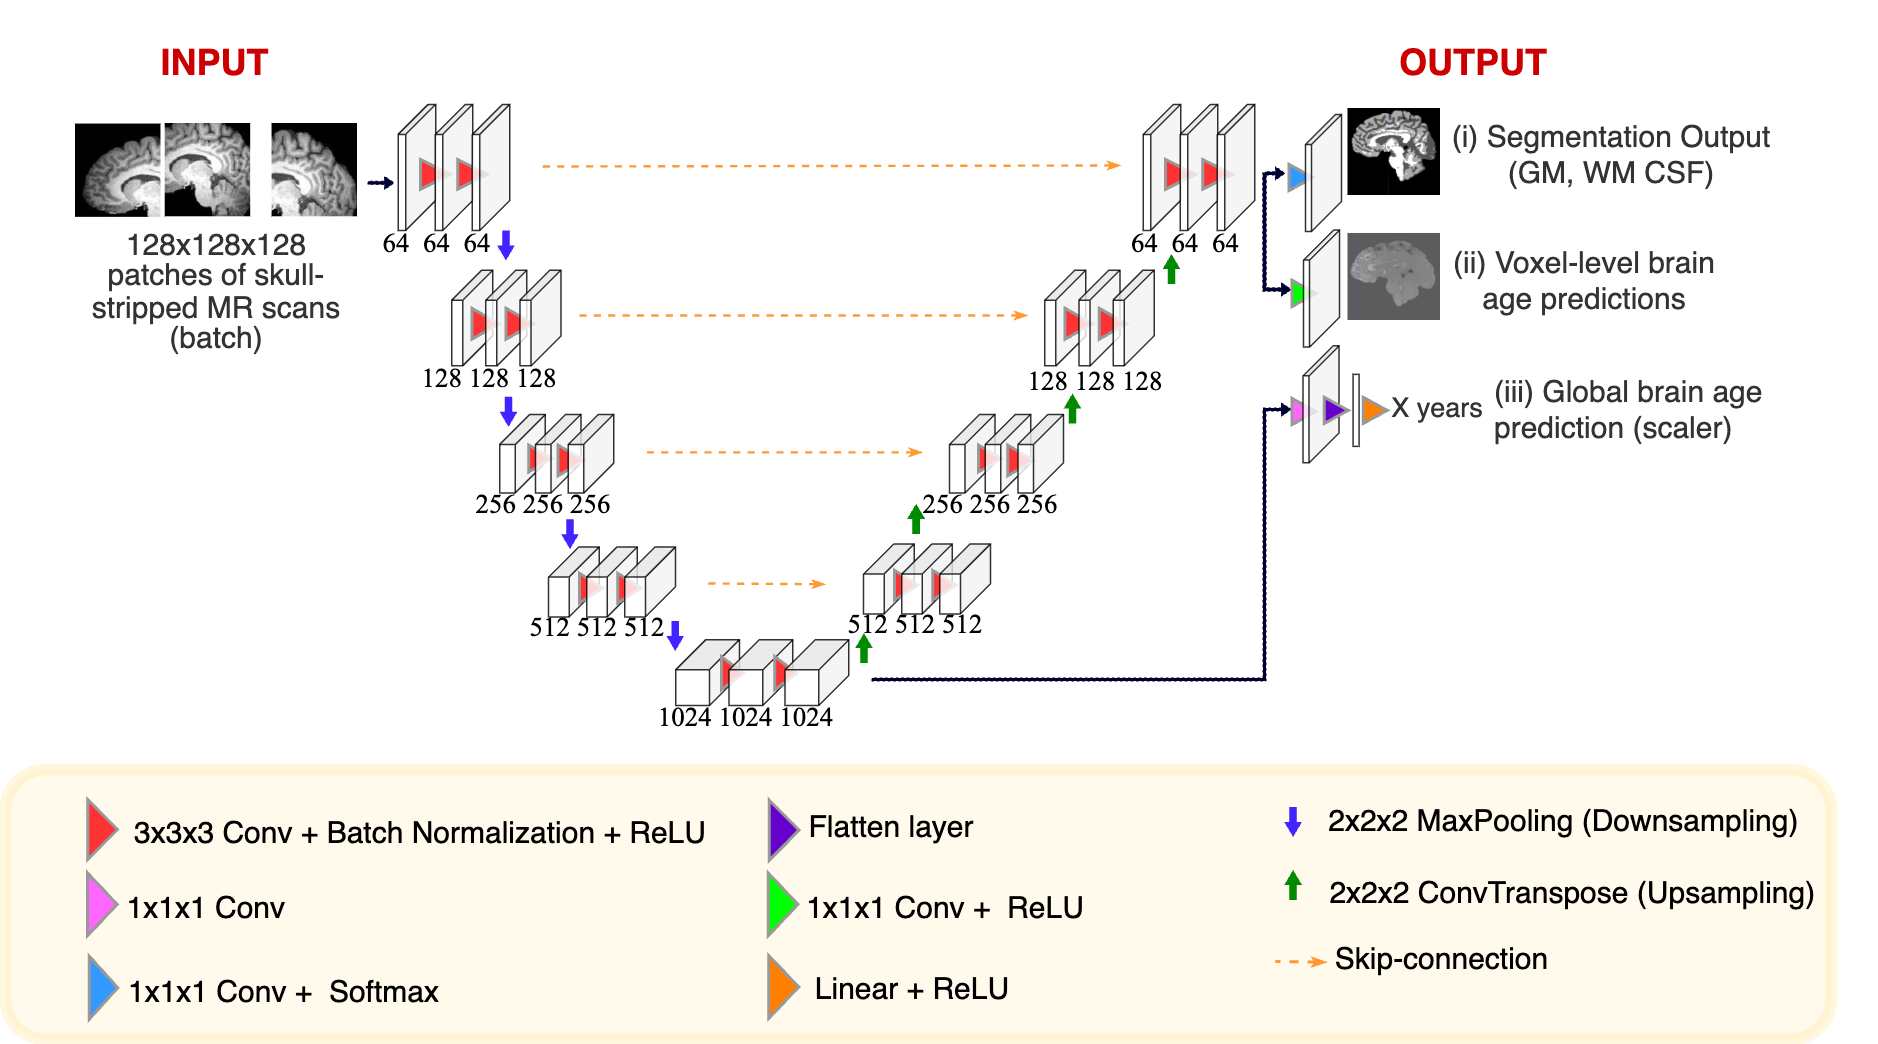 INPUT
OUTPUT
128x128x128
patches of skull-
stripped MR scans
(batch)
64 64 64
128 128 128
256 256 256
512 512 512
1024 1024 1024
512 512 512
256 256 256
128 128 128
64 64 64
(i) Segmentation Output
(GM, WM CSF)
(ii) Voxel-level brain
age predictions
X years
(iii) Global brain age
prediction (scaler)
3x3x3 Conv + Batch Normalization + ReLU
1x1x1 Conv
1x1x1 Conv + Softmax
Flatten layer
1x1x1 Conv + ReLU
Linear + ReLU
2x2x2 MaxPooling (Downsampling)
2x2x2 ConvTranspose (Upsampling)
Skip-connection